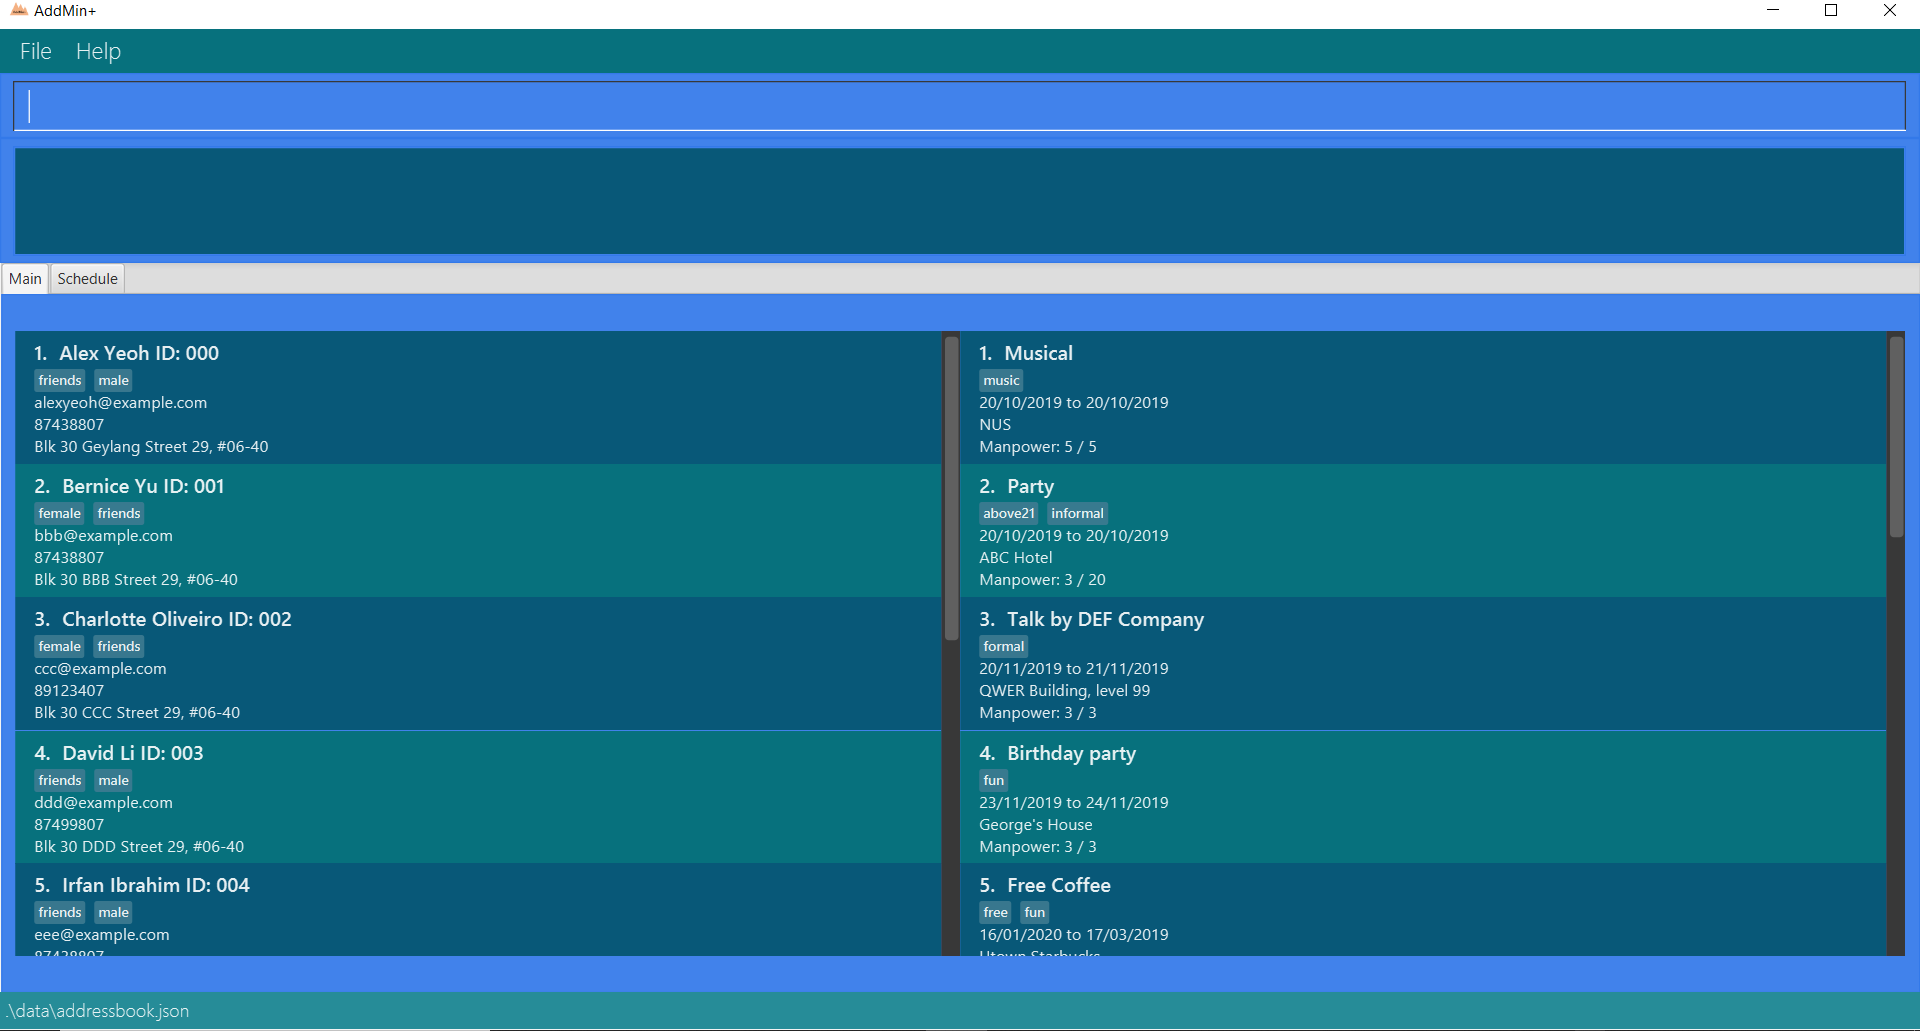 AddMin+
File Help
Main Schedule
1. Alex Yeoh ID: 000
friends male
alexyeoh@example.com
87438807
Blk 30 Geylang Street 29, #06-40
2. Bernice Yu ID: 001
female friends
bbb@example.com
87438807
Blk 30 BBB Street 29, #06-40
3. Charlotte Oliveiro ID: 002
female friends
ccc@example.com
89123407
Blk 30 CCC Street 29, #06-40
4. David Li ID: 003
friends male
ddd@example.com
87499807
Blk 30 DDD Street 29, #06-40
5. Irfan Ibrahim ID: 004
friends male
eee@example.com
87438807
1. Musical
music
20/10/2019 to 20/10/2019
NUS
Manpower: 5 / 5
2. Party
above21 informal
20/10/2019 to 20/10/2019
ABC Hotel
Manpower: 3 / 20
3. Talk by DEF Company
formal
20/11/2019 to 21/11/2019
QWER Building, level 99
Manpower: 3 / 3
4. Birthday party
fun
23/11/2019 to 24/11/2019
George's House
Manpower: 3 / 3
5. Free Coffee
free fun
16/01/2020 to 17/03/2019
Utown Starbucks
.\data\addressbook.json